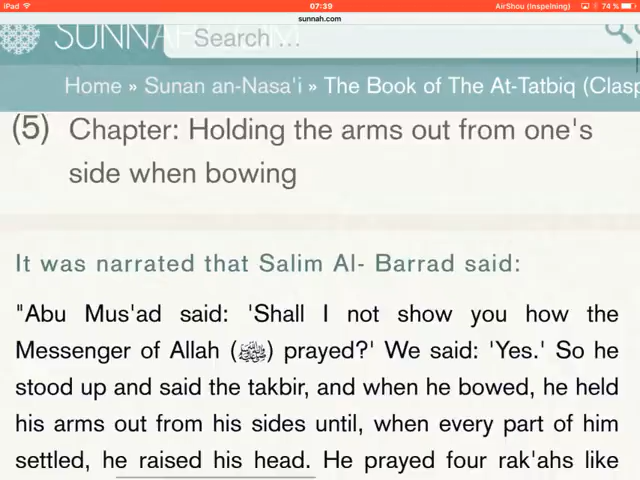 iPad 07:39 AirShou (Inspelning) 74 %
sunnah.com
SUNNAH.COM Search ...
Home » Sunan an-Nasa'i » The Book of The At-Tatbiq (Clasp
(5) Chapter: Holding the arms out from one's
side when bowing
It was narrated that Salim Al- Barrad said:
"Abu Mus'ad said: 'Shall I not show you how the
Messenger of Allah (ﷺ) prayed?' We said: 'Yes.' So he
stood up and said the takbir, and when he bowed, he held
his arms out from his sides until, when every part of him
settled, he raised his head. He prayed four rak'ahs like